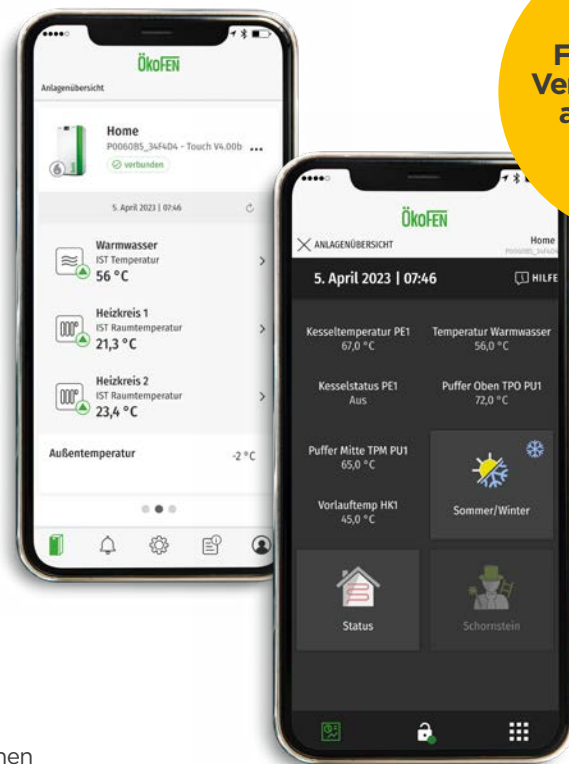 ÖkoFEN
Anlagenübersicht
Home
P0060B5_34F4D4 - Touch V4.00b
verbunden
5. April 2023 | 07:46
Warmwasser
IST Temperatur
56 °C
Heizkreis 1
IST Raumtemperatur
21,3 °C
Heizkreis 2
IST Raumtemperatur
23,4 °C
Außentemperatur
-2 °C
ÖkoFEN
ANLAGENÜBERSICHT
Home
5. April 2023 | 07:46
HILFE
Kesseltemperatur PE1
67,0 °C
Temperatur Warmwasser
56,0 °C
Kesselstatus PE1
Aus
Puffer Oben TPO PU1
72,0 °C
Puffer Mitte TPM PU1
65,0 °C
Vorlauftemp HK1
45,0 °C
Sommer/Winter
Status
Schornstein